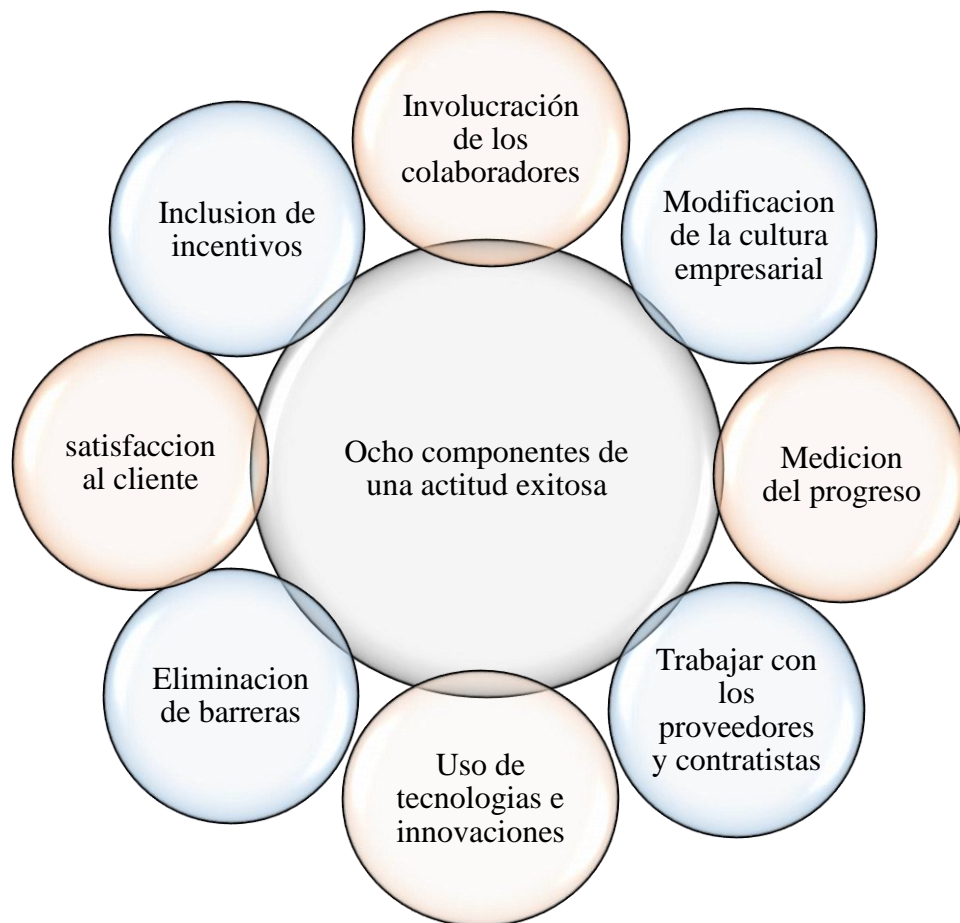 Involucración
de los
colaboradores
Modificacion
de la cultura
empresarial
Medicion
del progreso
Trabajar con
los
proveedores
y contratistas
Uso de
tecnologias e
innovaciones
Eliminacion
de barreras
satisfaccion
al cliente
Inclusion de
incentivos
Ocho componentes de
una actitud exitosa